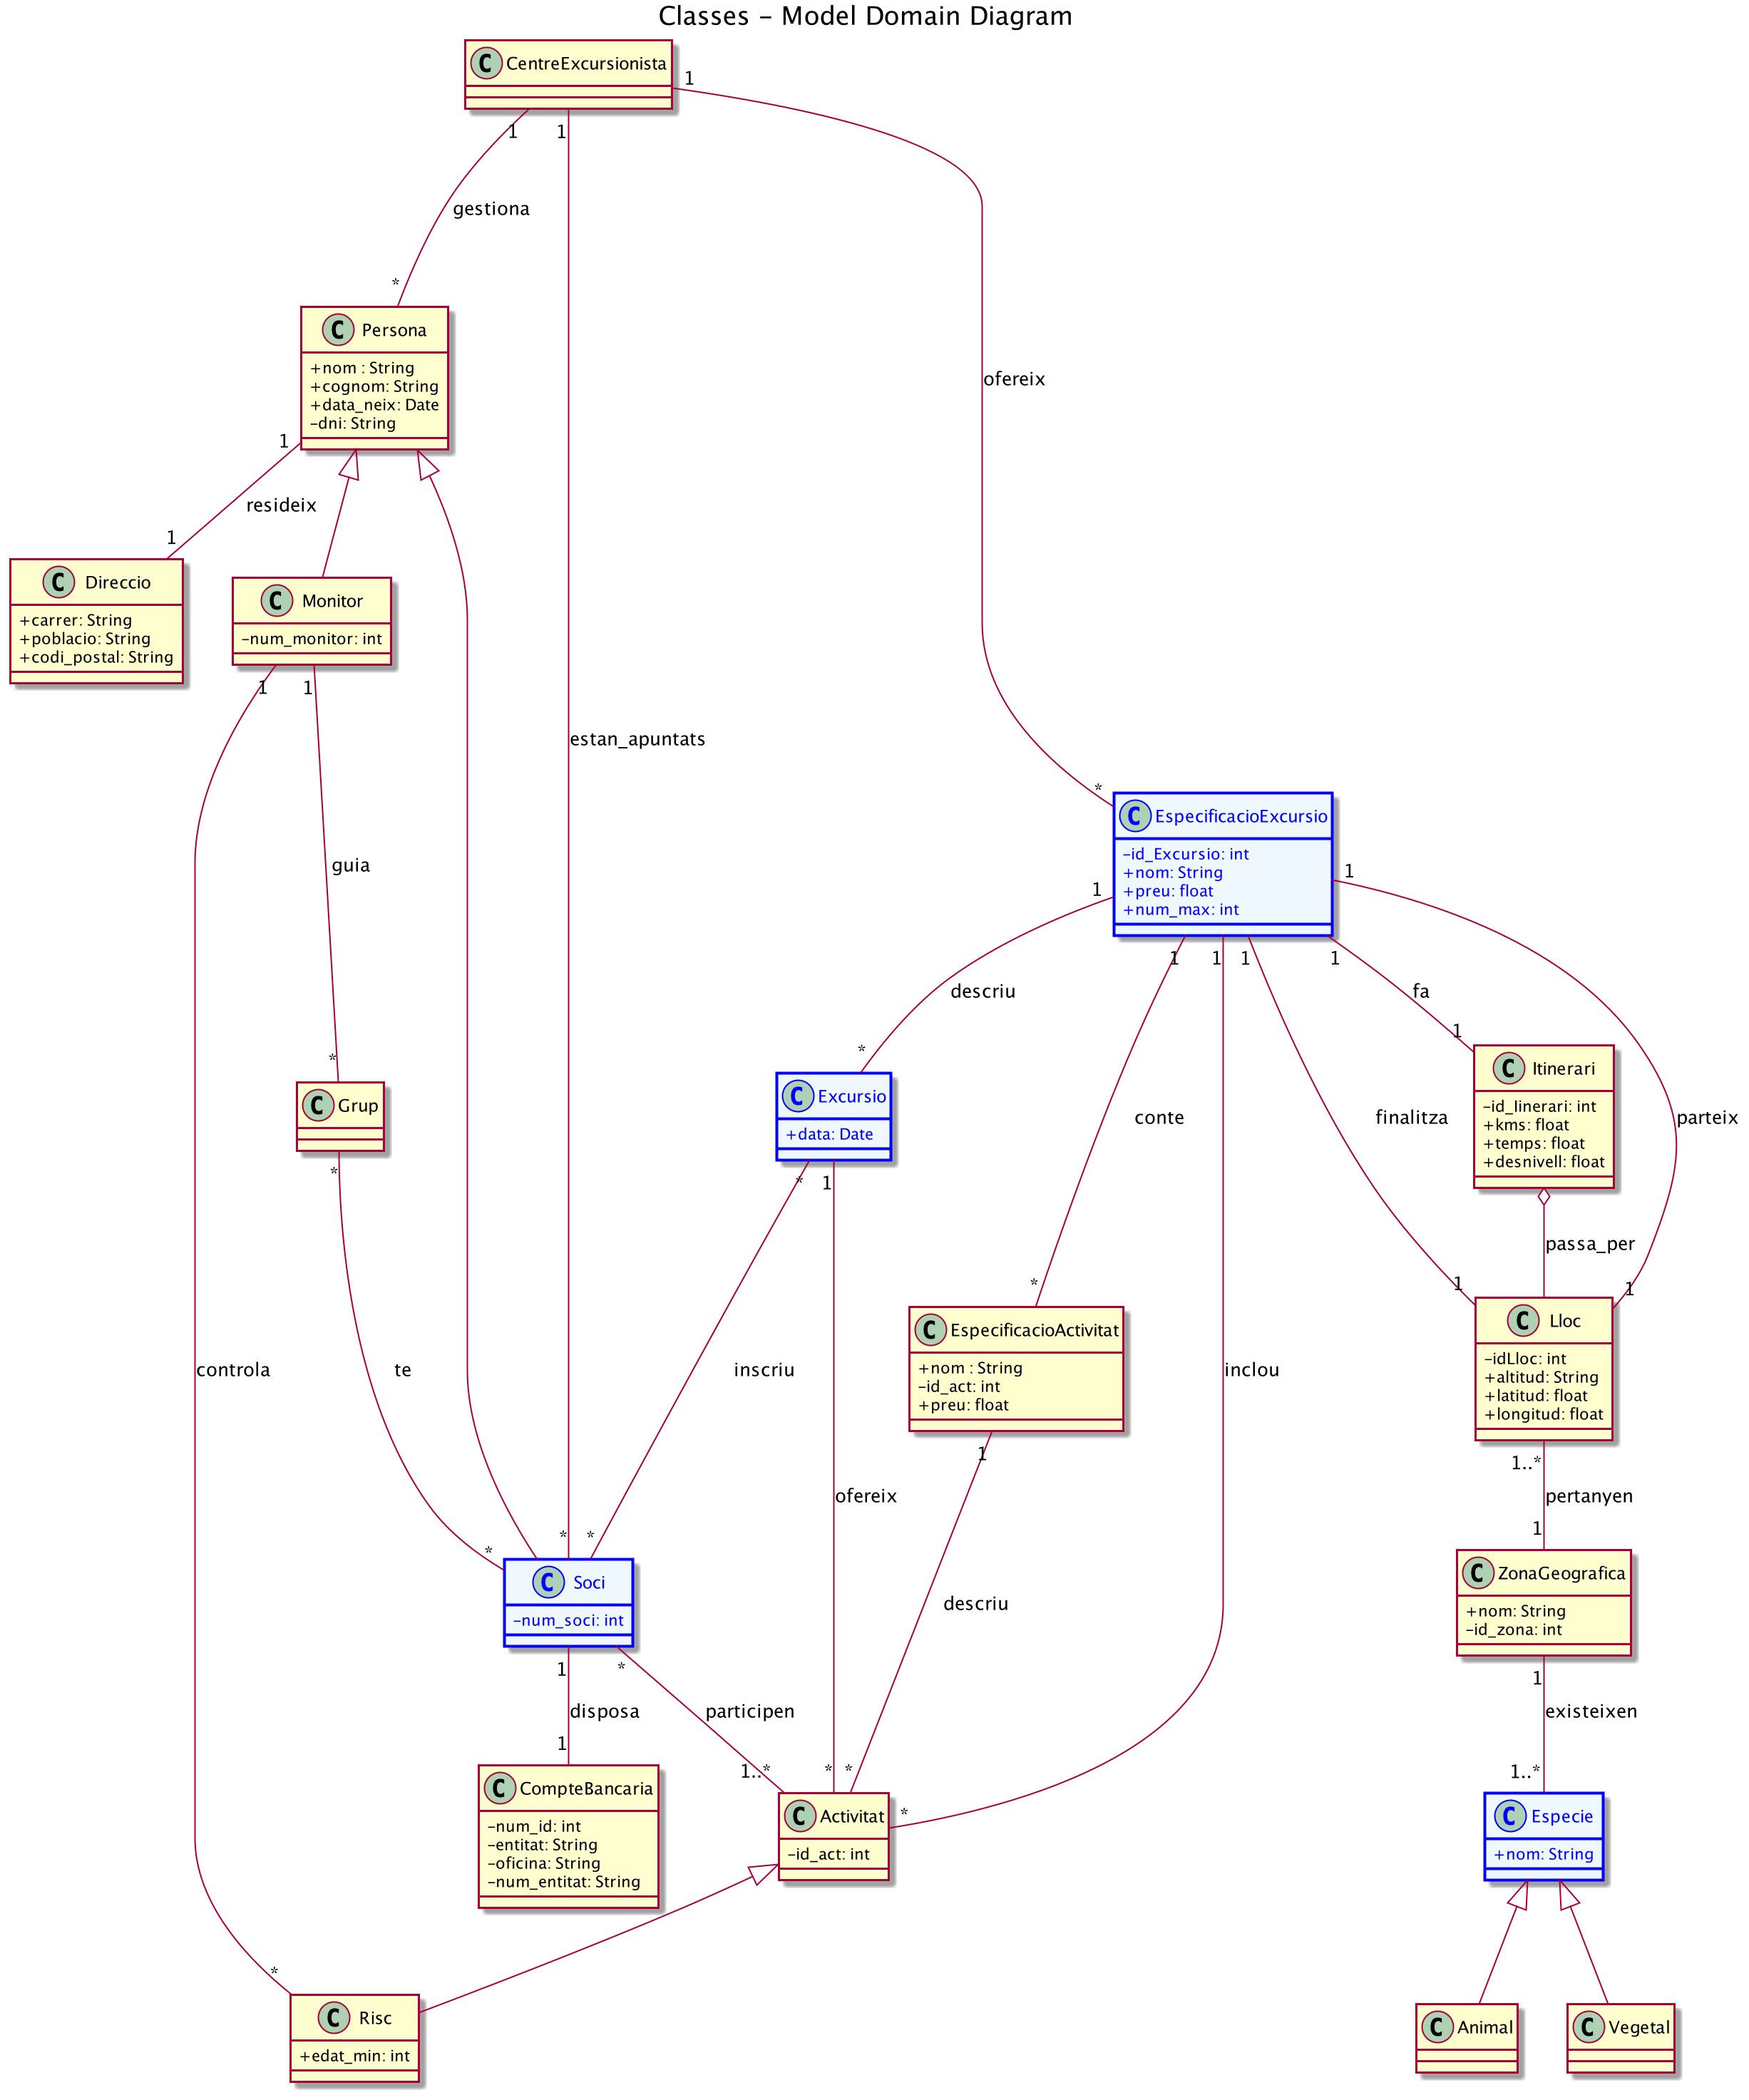 Classes - Model Domain Diagram
C CentreExcursionista
1
1
1
gestiona
*
ofereix
*
C Persona
+nom : String
+cognom: String
+data_neix: Date
-dni: String
1
resideix
1
C Direccio
+carrer: String
+poblacio: String
+codi_postal: String
C Monitor
-num_monitor: int
1
1
estan_apuntats
guia
*
controla
C EspecificacioExcursio
-id_Excursio: int
+nom: String
+preu: float
+num_max: int
1
1
1
1
1
1
descriu
*
fa
1
C Excursio
+data: Date
*
1
C Itinerari
-id_Iinerari: int
+kms: float
+temps: float
+desnivell: float
conte
*
finalitza
1
parteix
1
passa_per
C Grup
*
te
*
inscriu
*
*
inclou
C EspecificacioActivitat
+nom : String
-id_act: int
+preu: float
1
C Lloc
-idLloc: int
+altitud: String
+latitud: float
+longitud: float
1..*
pertanyen
1
ofereix
*
descriu
*
*
C Soci
-num_soci: int
1
*
disposa
1
participen
1..*
C ZonaGeografica
+nom: String
-id_zona: int
1
existeixen
1..*
C CompteBancaria
-num_id: int
-entitat: String
-oficina: String
-num_entitat: String
C Activitat
-id_act: int
C Especie
+nom: String
*
C Risc
+edat_min: int
C Animal
C Vegetal